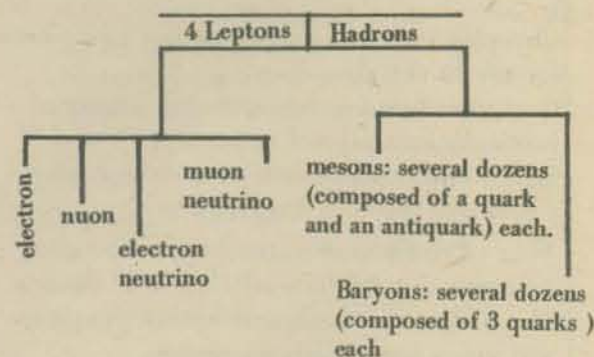 4 Leptons Hadrons
electron
nuon
electron
neutrino
muon
neutrino
mesons: several dozens
(composed of a quark
and an antiquark) each.
Baryons: several dozens
(composed of 3 quarks )
each